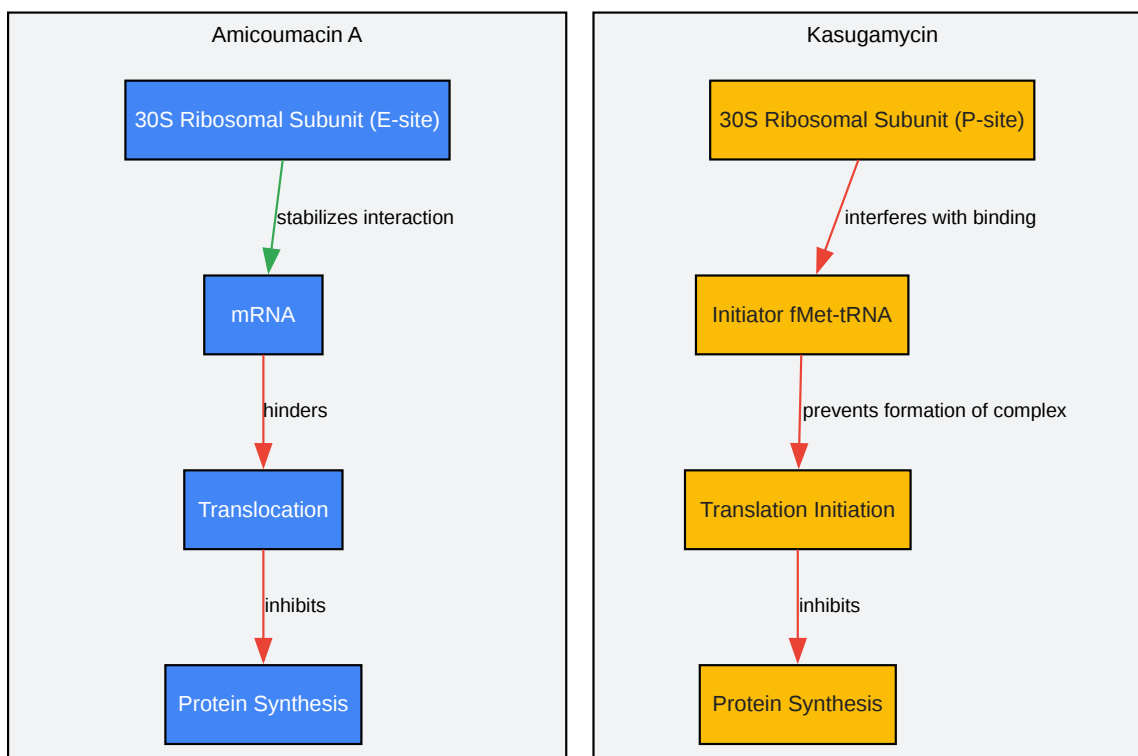 Amicoumacin A
30S Ribosomal Subunit (E-site)
stabilizes interaction
mRNA
hinders
Translocation
inhibits
Protein Synthesis
Kasugamycin
30S Ribosomal Subunit (P-site)
interferes with binding
Initiator fMet-tRNA
prevents formation of complex
Translation Initiation
inhibits
Protein Synthesis